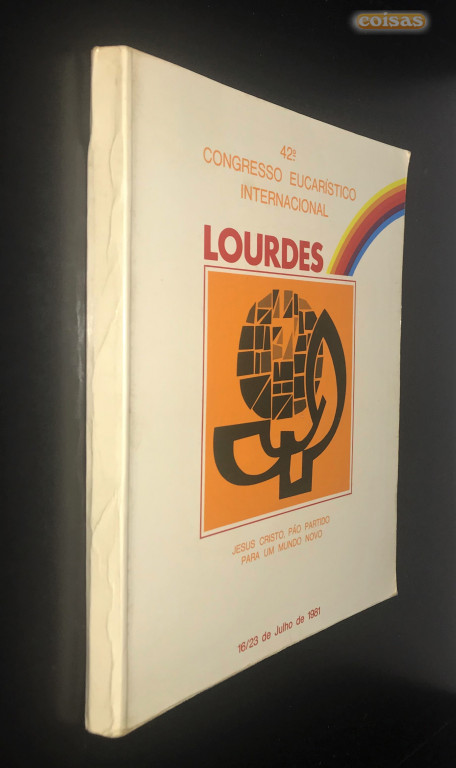 coisas
42º
CONGRESSO EUCARÍSTICO
INTERNACIONAL
LOURDES
JESUS CRISTO, PÃO PARTIDO
PARA UM MUNDO NOVO
16/23 de Julho de 1981